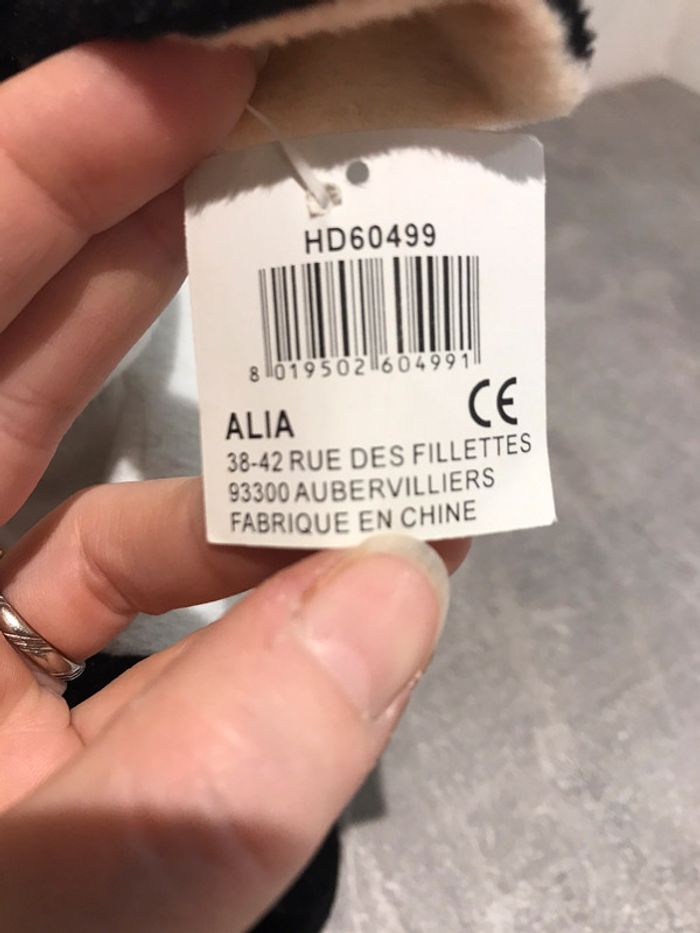 HD60499
8 019502 604991
ALIA
CE
38-42 RUE DES FILLETTES
93300 AUBERVILLIERS
FABRIQUE EN CHINE